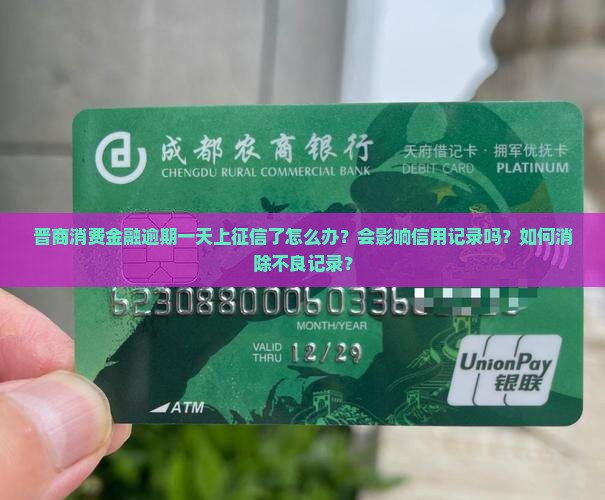 成都农商银行
CHENGDU RURAL COMMERCIAL BANK
天府借记卡·拥军优抚卡
DEBIT CARD PLATINUM
晋商消费金融逾期一天上征信了怎么办？会影响信用记录吗？如何消
除不良记录？
6230880006033
MONTH/YEAR
VALID
THRU 12/29
ATM
UnionPay
银联